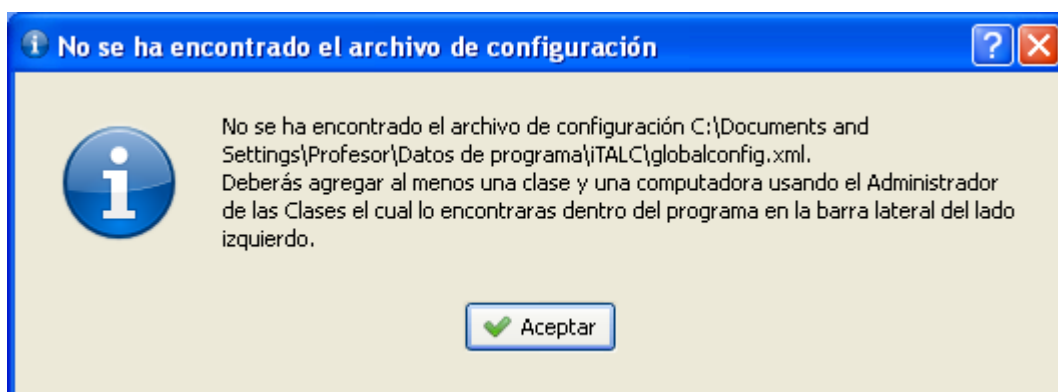 No se ha encontrado el archivo de configuración
No se ha encontrado el archivo de configuración C:\Documents and
Settings\Profesor\Datos de programa\iTALC\globalconfig.xml.
Deberás agregar al menos una clase y una computadora usando el Administrador
de las Clases el cual lo encontraras dentro del programa en la barra lateral del lado
izquierdo.
Aceptar